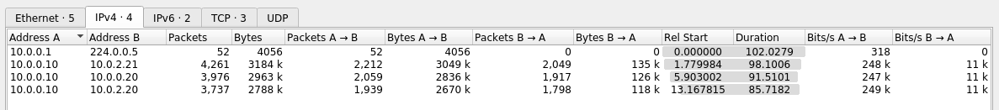 Ethernet · 5 IPv4 · 4 IPv6 · 2 TCP · 3 UDP
Address A Address B Packets Bytes Packets A → B Bytes A → B Packets B → A Bytes B → A Rel Start Duration Bits/s A → B Bits/s B → A
10.0.0.1 224.0.0.5 52 4056 52 4056 0 0 0.000000 102.0279 318 0
10.0.0.10 10.0.2.21 4,261 3184 k 2,212 3049 k 2,049 135 k 1.779984 98.1006 248 k 11 k
10.0.0.10 10.0.0.20 3,976 2963 k 2,059 2836 k 1,917 126 k 5.903002 91.5101 247 k 11 k
10.0.0.10 10.0.2.20 3,737 2788 k 1,939 2670 k 1,798 118 k 13.167815 85.7182 249 k 11 k